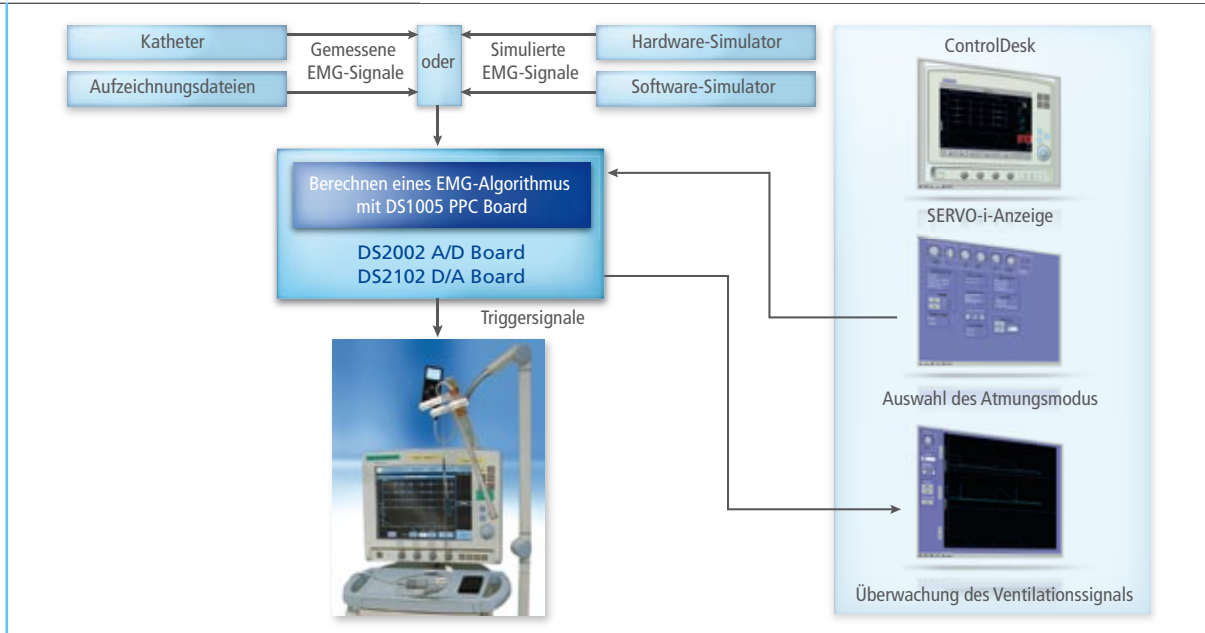 Katheter
Aufzeichnungsdateien
Gemessene
EMG-Signale
oder
Simulierte
EMG-Signale
Hardware-Simulator
Software-Simulator
Berechnen eines EMG-Algorithmus
mit DS1005 PPC Board
DS2002 A/D Board
DS2102 D/A Board
Triggersignale
ControlDesk
SERVO-i-Anzeige
Auswahl des Atmungsmodus
Überwachung des Ventilationssignals